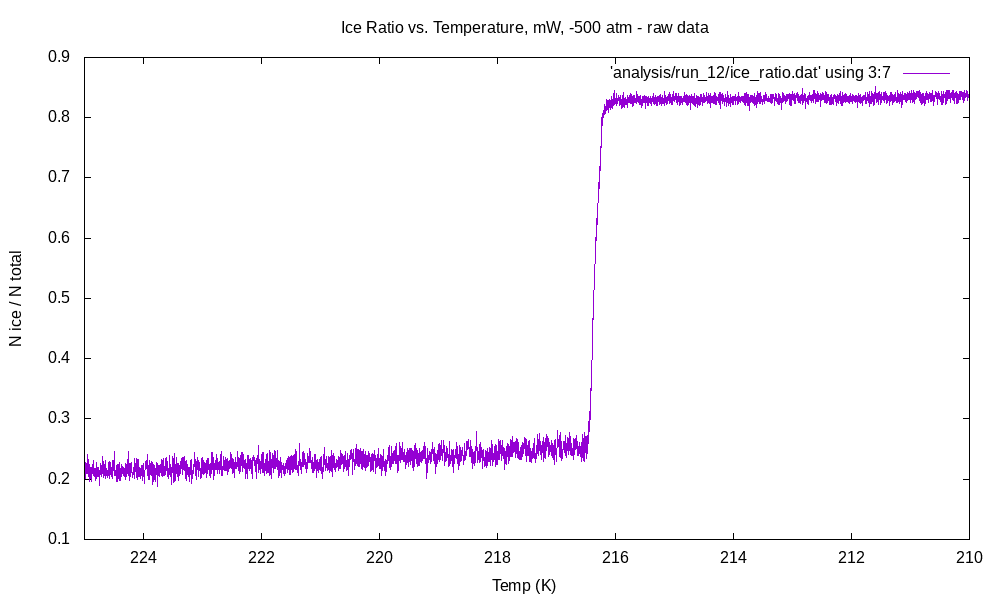 Ice Ratio vs. Temperature, mW, -500 atm - raw data
'analysis/run_12/ice_ratio.dat' using 3:7
N ice / N total
0.9
0.8
0.7
0.6
0.5
0.4
0.3
0.2
0.1
224 222 220 218 216 214 212 210
Temp (K)